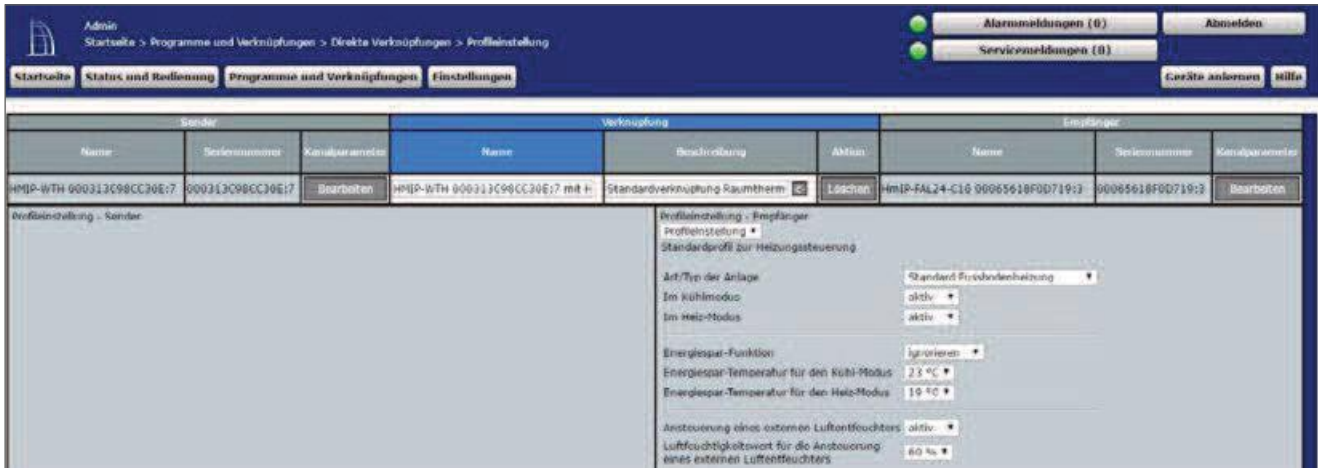 Admin
Startseite > Programme und Verknüpfungen > Direkte Verknüpfungen > Profileinstellung
Alarmmeldungen (0)
Abmelden
Servicemeldungen (0)
Startseite
Status und Bedienung
Programme und Verknüpfungen
Einstellungen
Geräte anlernen
Hilfe
Sender
Verknüpfung
Empfänger
Name
Seriennummer
Kanalparameter
Name
Beschreibung
Aktion
Name
Seriennummer
Kanalparameter
HMIP-WTH 000313C98CC30E:7
000313C98CC30E:7
Bearbeiten
HMIP-WTH 000313C98CC30E:7 mit H
Standardverknüpfung Raumtherm
Löschen
HmIP-FAL24-C10 00065618F0D719:3
00065618F0D719:3
Bearbeiten
Profileinstellung - Sender
Profileinstellung - Empfänger
Profileinstellung
Standardprofil zur Heizungssteuerung
Art/Typ der Anlage
Standard Fussbodenheizung
Im Kühlmodus
aktiv
Im Heiz-Modus
aktiv
Energiespar-Funktion
ignorieren
Energiespar-Temperatur für den Kühl-Modus
23 °C
Energiespar-Temperatur für den Heiz-Modus
19 °C
Ansteuerung eines externen Luftentfeuchters
aktiv
Luftfeuchtigkeitswert für die Ansteuerung
eines externen Luftentfeuchters
60 %